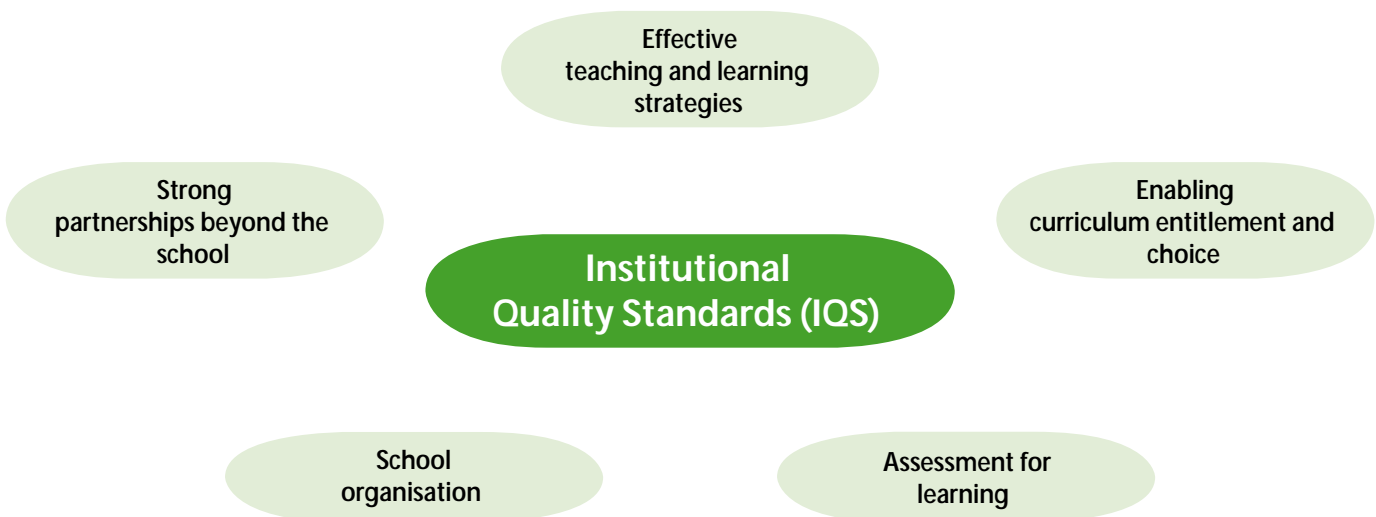 Effective
teaching and learning
strategies
Strong
partnerships beyond the
school
Enabling
curriculum entitlement and
choice
Institutional
Quality Standards (IQS)
School
organisation
Assessment for
learning